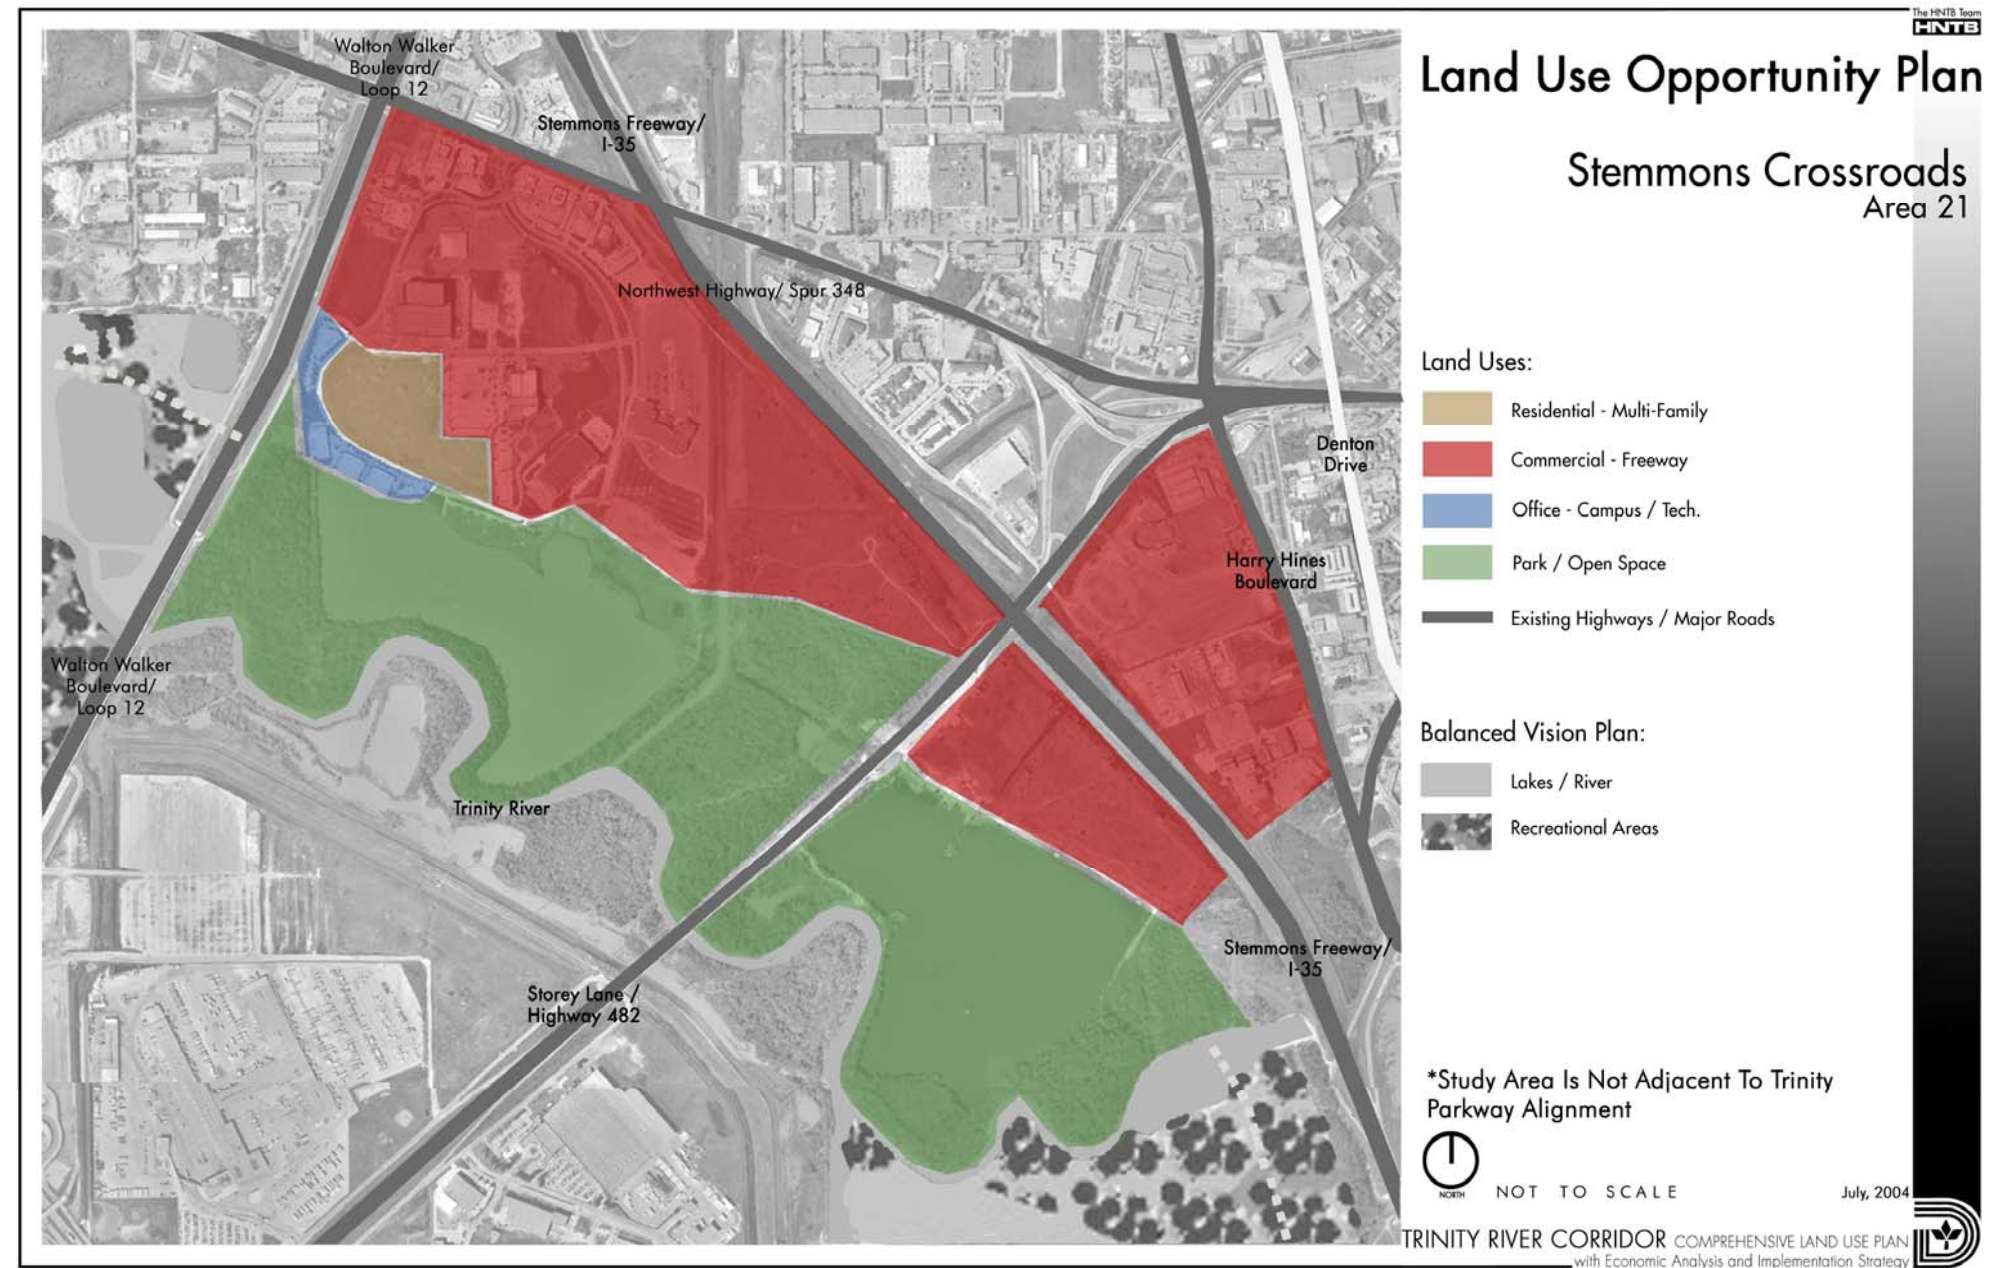 The HNTB Team
HNTB
Land Use Opportunity Plan
Stemmons Crossroads
Area 21
Walton Walker
Boulevard/
Loop 12
Stemmons Freeway/
I-35
Northwest Highway/ Spur 348
Denton
Drive
Harry Hines
Boulevard
Walton Walker
Boulevard/
Loop 12
Trinity River
Stemmons Freeway/
I-35
Storey Lane /
Highway 482
Land Uses:
Residential - Multi-Family
Commercial - Freeway
Office - Campus / Tech.
Park / Open Space
Existing Highways / Major Roads
Balanced Vision Plan:
Lakes / River
Recreational Areas
*Study Area Is Not Adjacent To Trinity
Parkway Alignment
NORTH
NOT TO SCALE
July, 2004
TRINITY RIVER CORRIDOR COMPREHENSIVE LAND USE PLAN
with Economic Analysis and Implementation Strategy